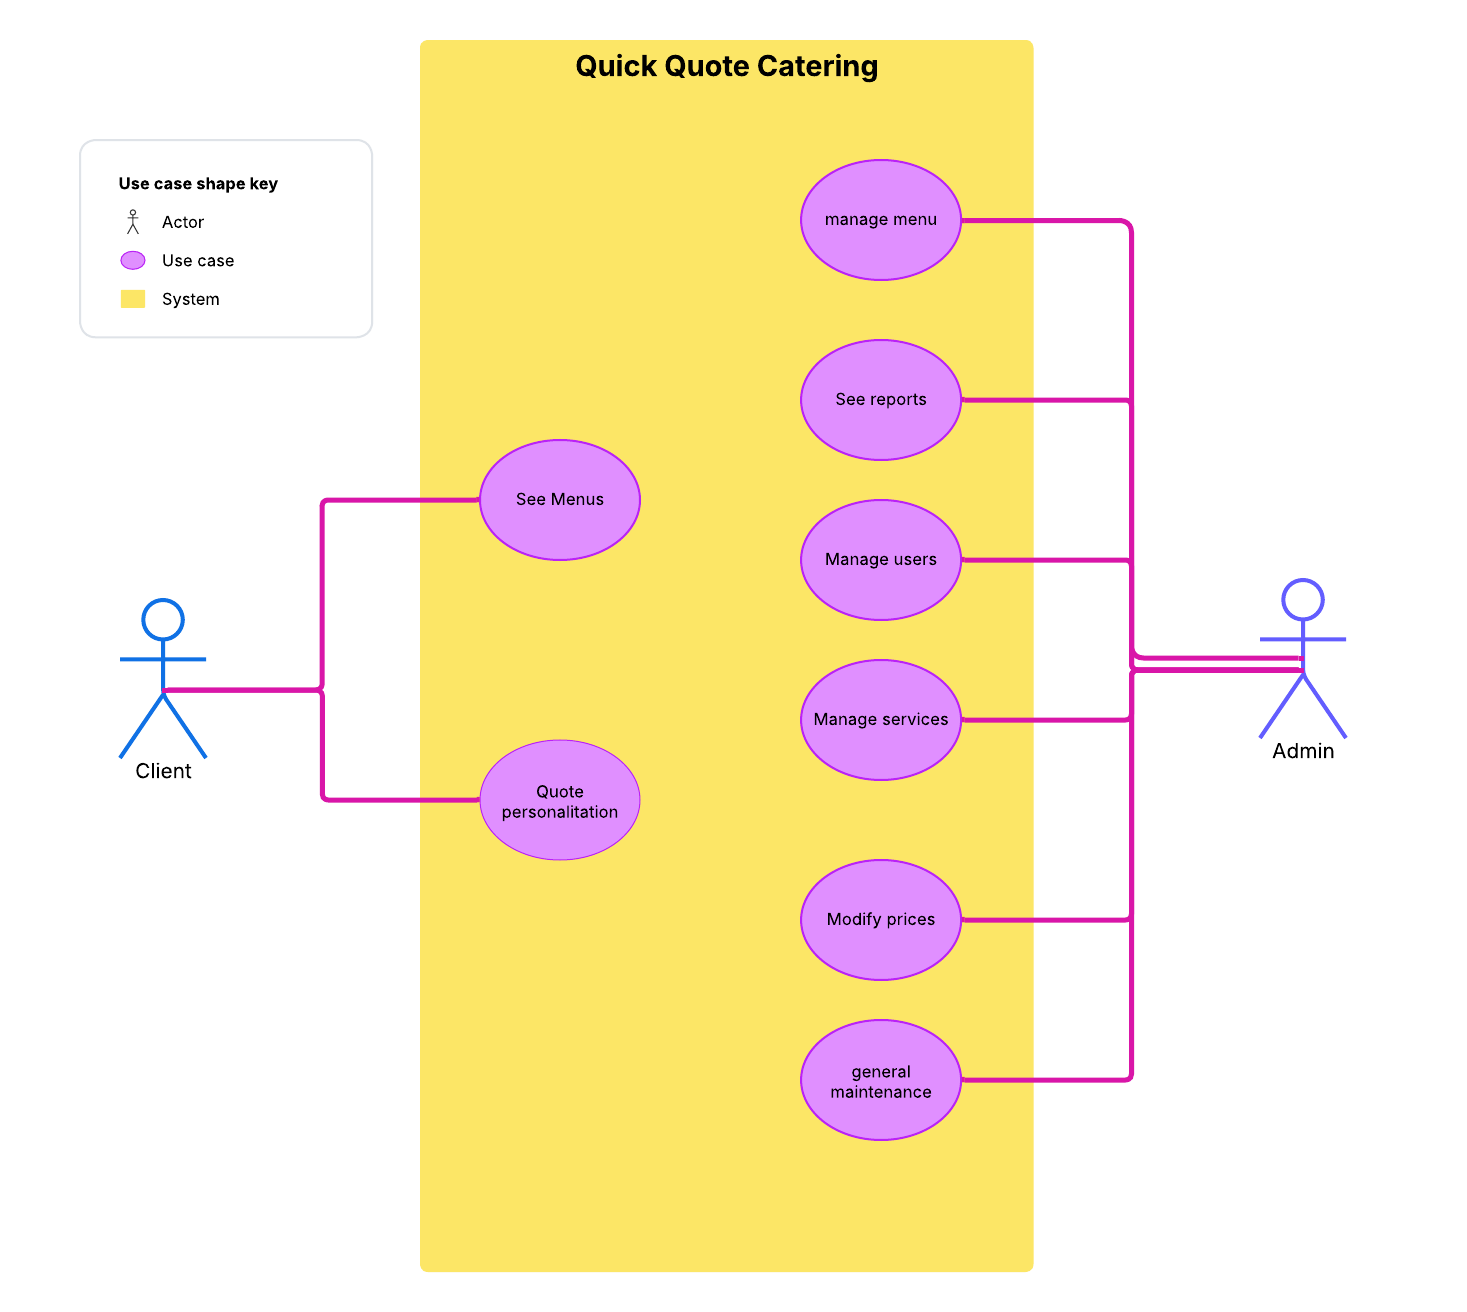 Quick Quote Catering
Use case shape key
Actor
Use case
System
manage menu
See reports
See Menus
Manage users
Manage services
Client
Admin
Quote
personalitation
Modify prices
general
maintenance